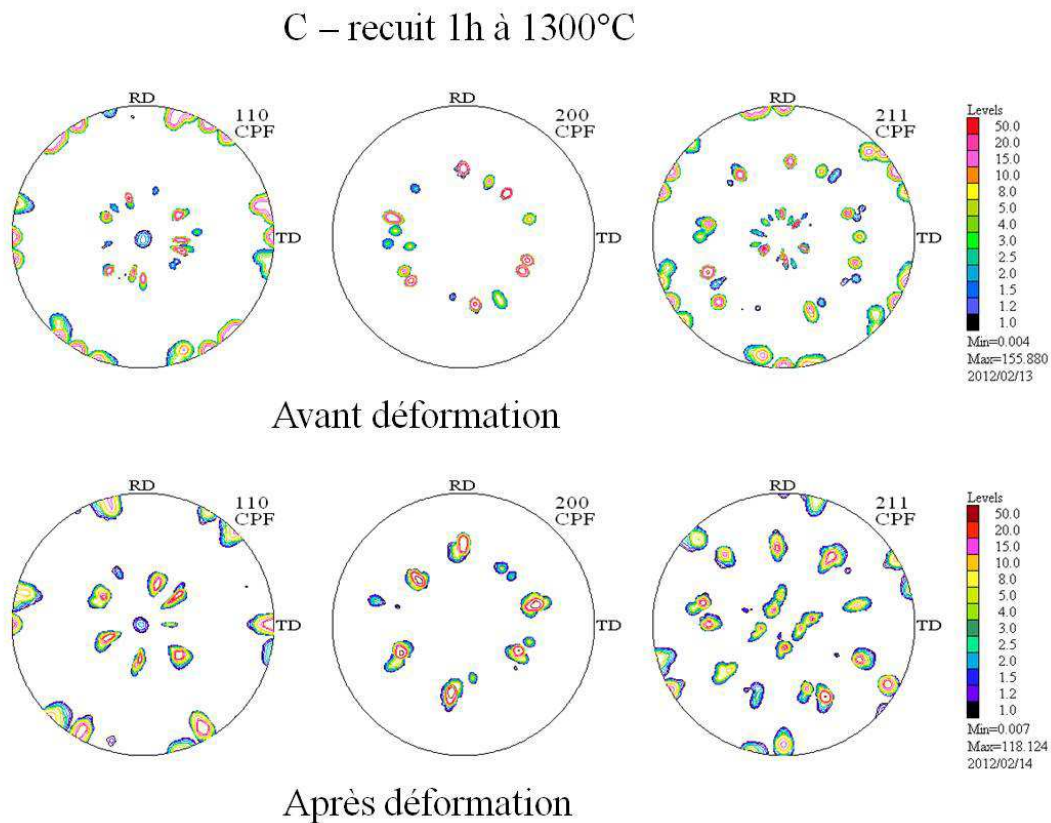 C – recuit 1h à 1300°C
RD
110
CPF
TD
RD
200
CPF
TD
RD
211
CPF
TD
Levels
50.0
20.0
15.0
10.0
8.0
5.0
4.0
3.0
2.5
2.0
1.5
1.2
1.0
Min=0.004
Max=155.880
2012/02/13
Avant déformation
RD
110
CPF
TD
RD
200
CPF
TD
RD
211
CPF
TD
Levels
50.0
20.0
15.0
10.0
8.0
5.0
4.0
3.0
2.5
2.0
1.5
1.2
1.0
Min=0.007
Max=118.124
2012/02/14
Après déformation